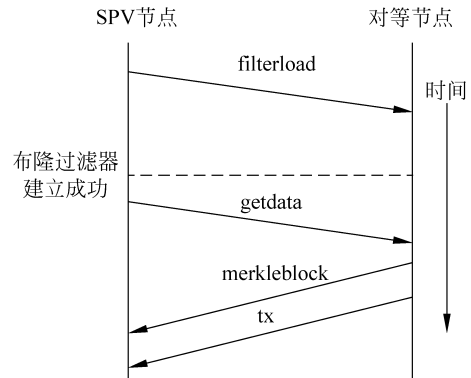 SPV节点
对等节点
filterload
时间
布隆过滤器
建立成功
getdata
merkleblock
tx